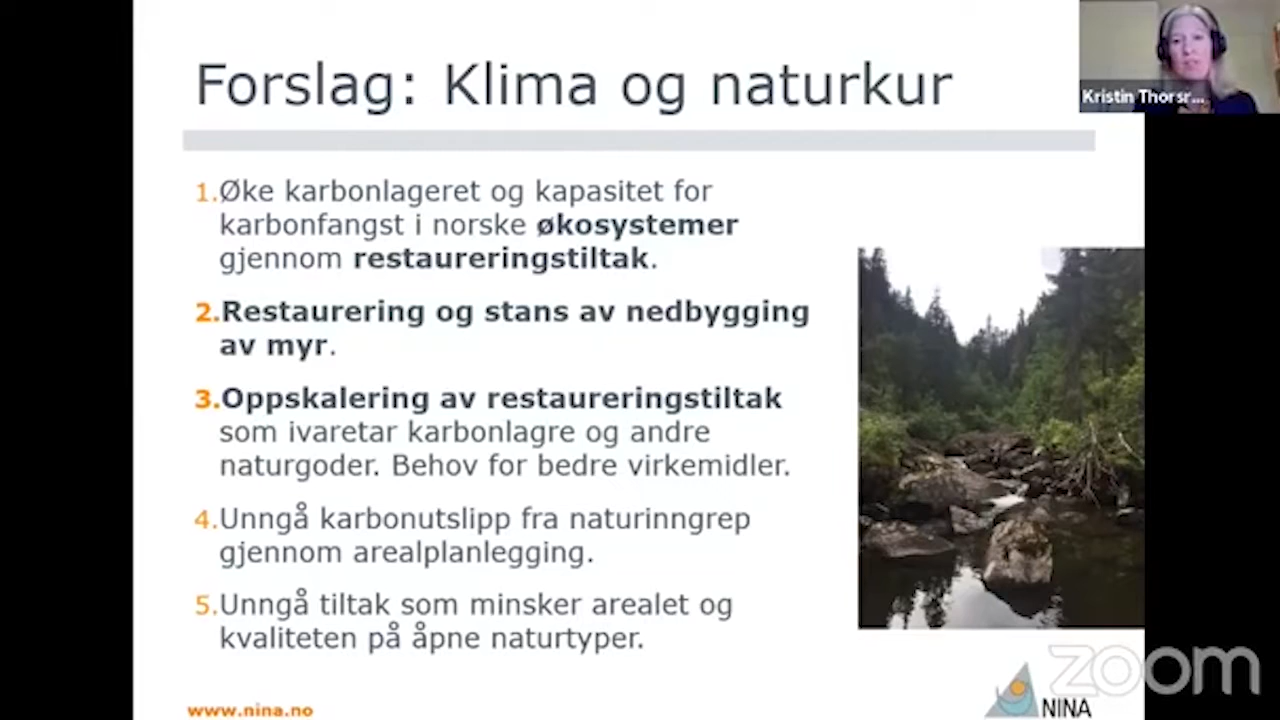 Forslag: Klima og naturkur
Kristin Thorsr...
1.Øke karbonlageret og kapasitet for
karbonfangst i norske økosystemer
gjennom restaureringstiltak.
2.Restaurering og stans av nedbygging
av myr.
3.Oppskalering av restaureringstiltak
som ivaretar karbonlagre og andre
naturgoder. Behov for bedre virkemidler.
4.Unngå karbonutslipp fra naturinngrep
gjennom arealplanlegging.
5.Unngå tiltak som minsker arealet og
kvaliteten på åpne naturtyper.
zoom
www.nina.no
NINA